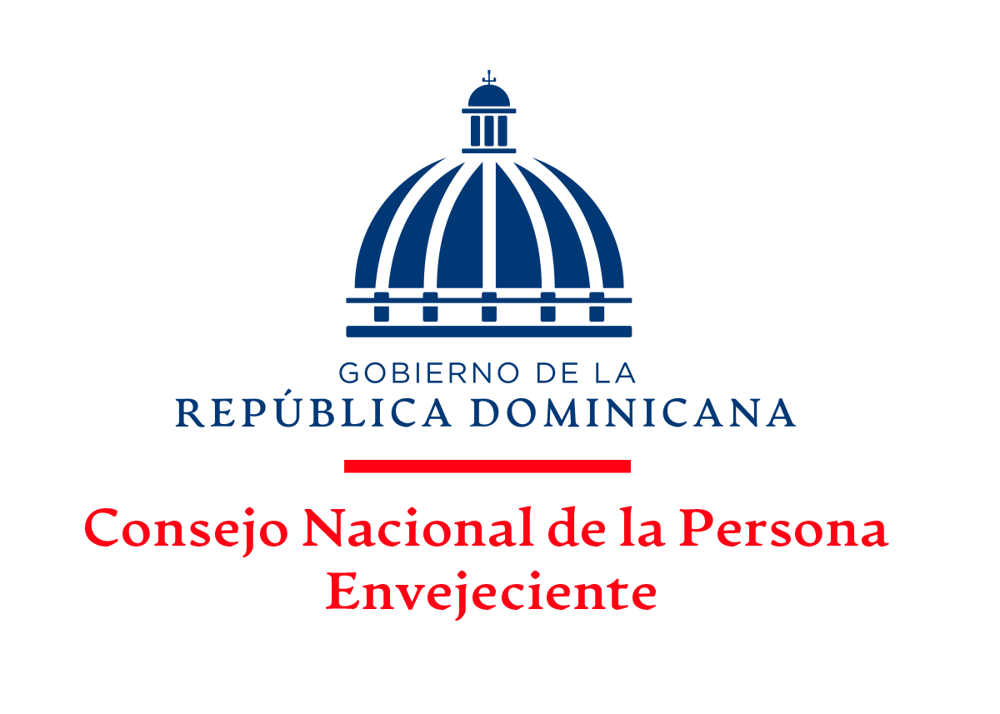 GOBIERNO DE LA
REPÚBLICA DOMINICANA
Consejo Nacional de la Persona
Envejeciente